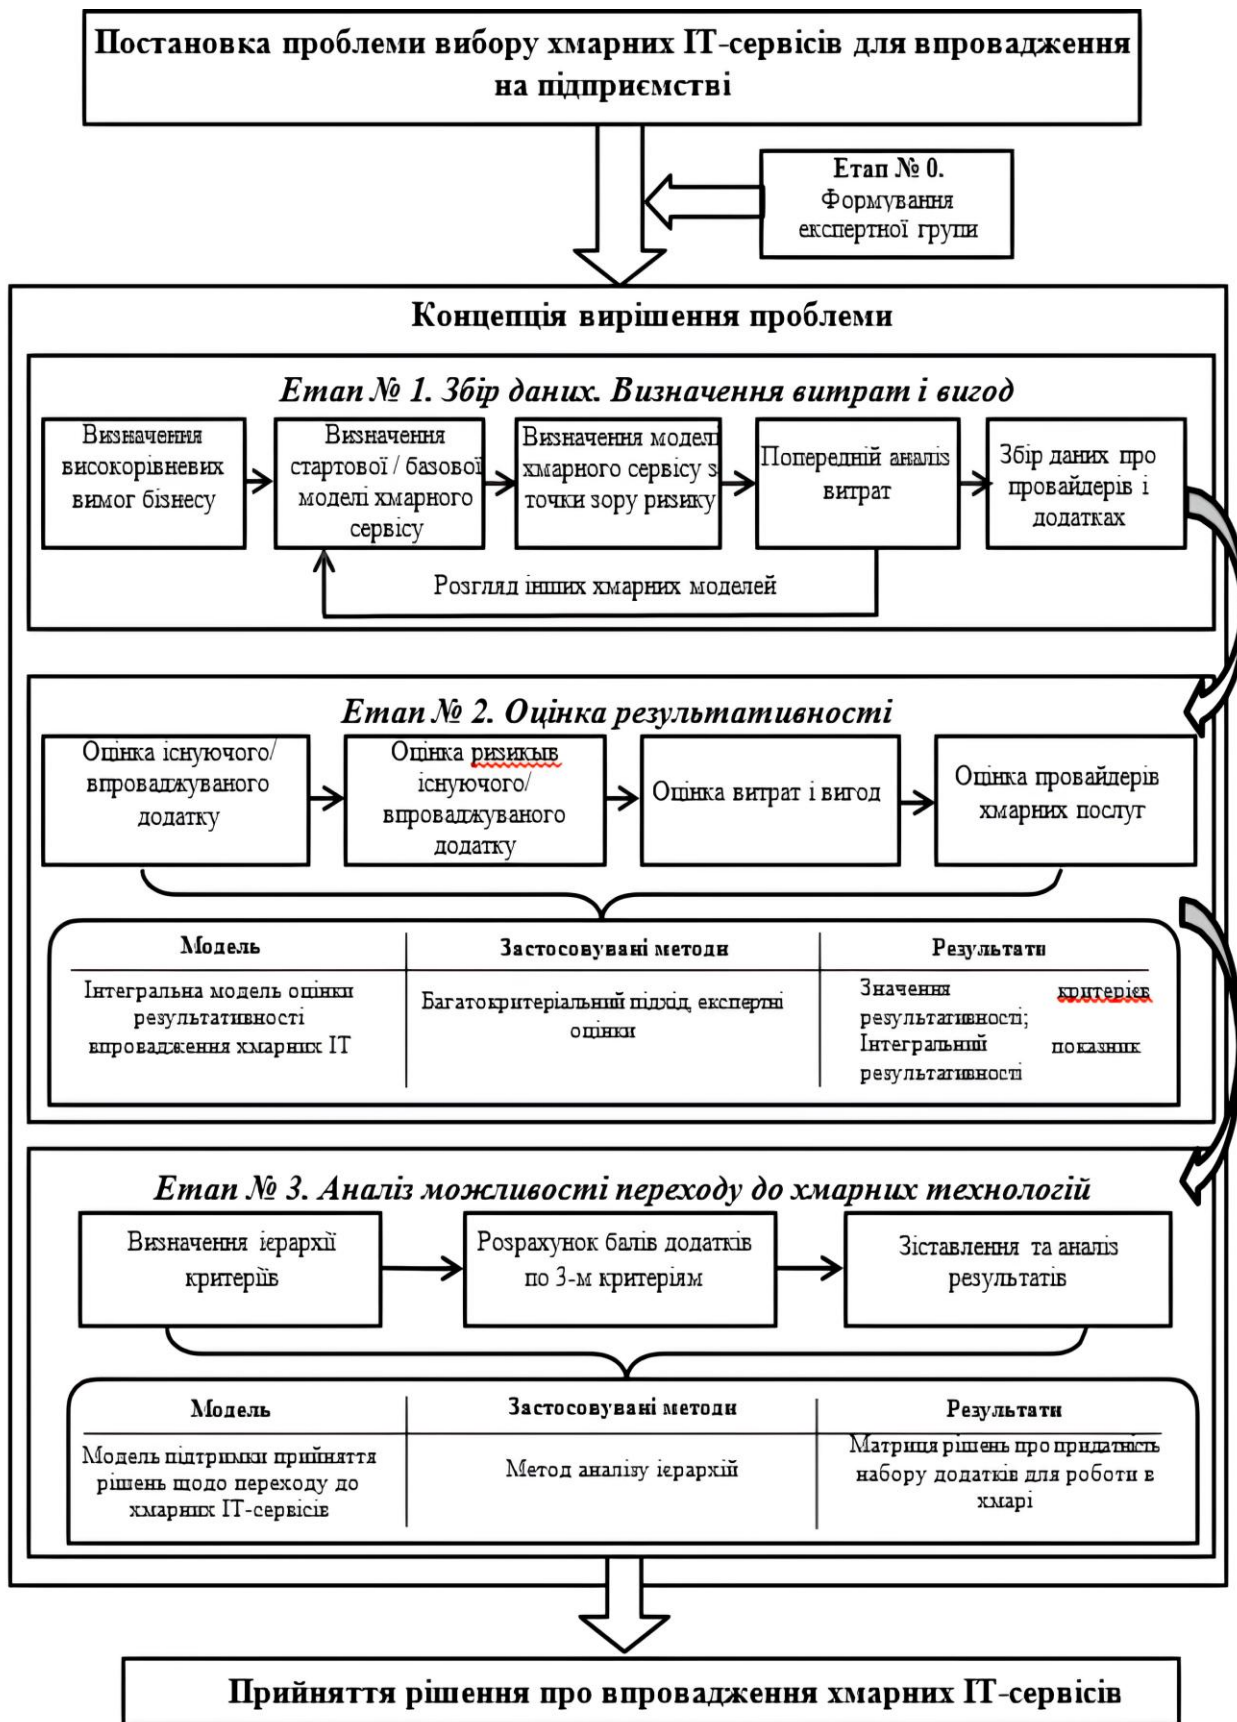 Постановка проблеми вибору хмарних ІТ-сервісів для впровадження
на підприємстві
Етап № 0.
Формування
експертної групи
Концепція вирішення проблеми
Етап № 1. Збір даних. Визначення витрат і вигод
Визначення
високорівневих
вимог бізнесу
Визначення
стартової / базової
моделі хмарного
сервісу
Визначення моделі
хмарного сервісу з
точки зору ризику
Попередній аналіз
витрат
Збір даних про
провайдерів і
додатках
Розгляд інших хмарних моделей
Етап № 2. Оцінка результативності
Оцінка існуючого/
впроваджуваного
додатку
Оцінка ризикыв
існуючого/
впроваджуваного
додатку
Оцінка витрат і вигод
Оцінка провайдерів
хмарних послуг
Модель
Інтегральна модель оцінки
результативності
впровадження хмарних ІТ
Застосовувані методи
Багатокритеріальний підхід, експертні
оцінки
Результати
Значення критерієв
результативності;
Інтегральний показник
результативності
Етап № 3. Аналіз можливості переходу до хмарних технологій
Визначення ієрархії
критеріїв
Розрахунок балів додатків
по 3-м критеріям
Зіставлення та аналіз
результатів
Модель
Модель підтримки прийняття
рішень щодо переходу до
хмарних ІТ-сервісів
Застосовувані методи
Метод аналізу ієрархій
Результати
Матриця рішень про придатність
набору додатків для роботи в
хмарі
Прийняття рішення про впровадження хмарних ІТ-сервісів